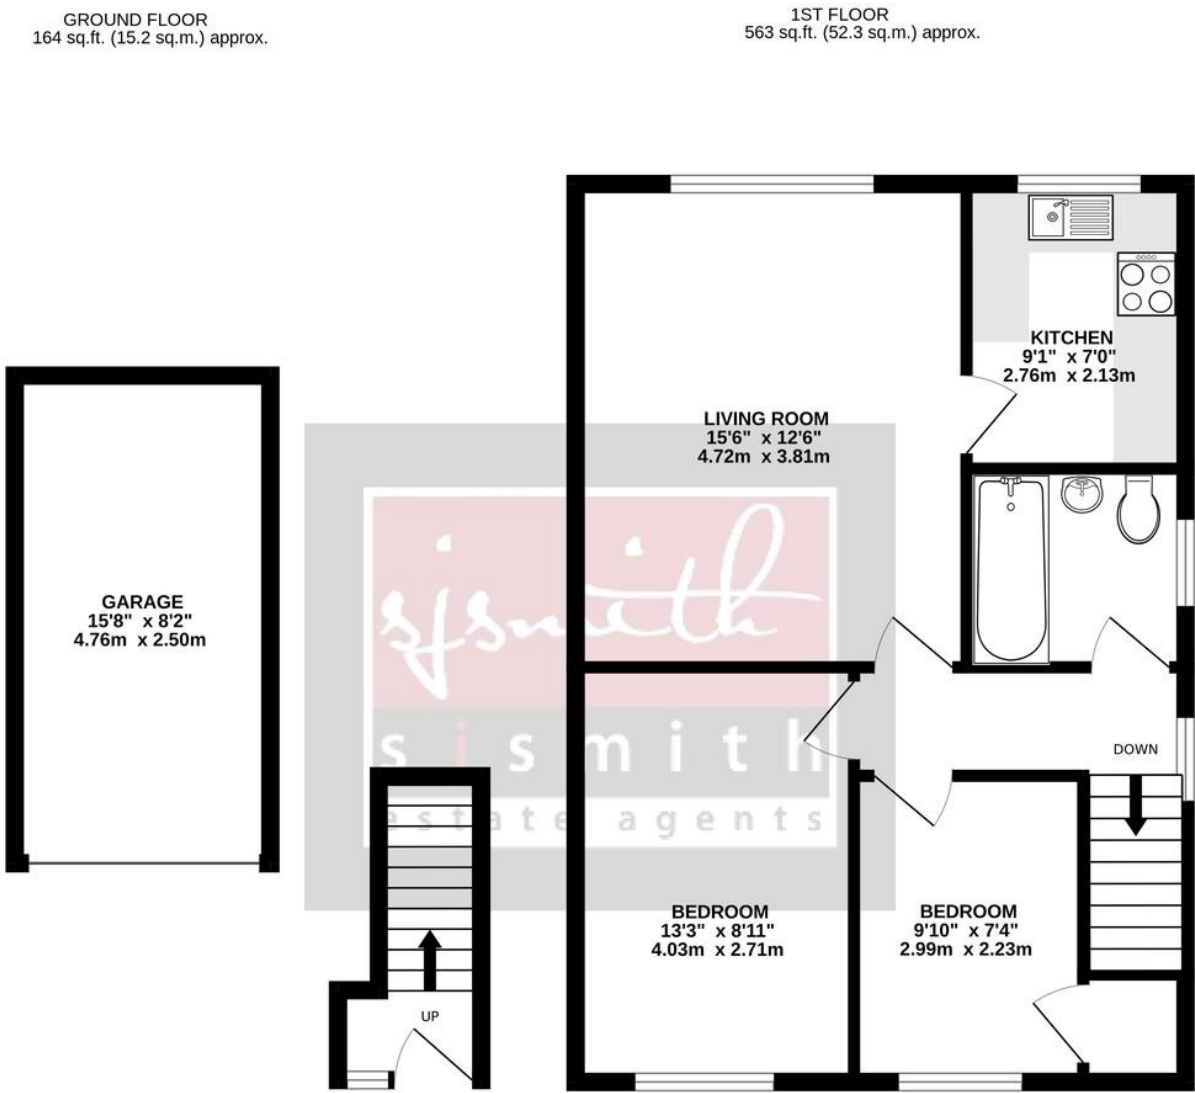 GROUND FLOOR
164 sq.ft. (15.2 sq.m.) approx.
1ST FLOOR
563 sq.ft. (52.3 sq.m.) approx.
KITCHEN
9'1" x 7'0"
2.76m x 2.13m
LIVING ROOM
15'6" x 12'6"
4.72m x 3.81m
GARAGE
15'8" x 8'2"
4.76m x 2.50m
sjsmith
sjsmith
estate agents
DOWN
BEDROOM
13'3" x 8'11"
4.03m x 2.71m
BEDROOM
9'10" x 7'4"
2.99m x 2.23m
UP